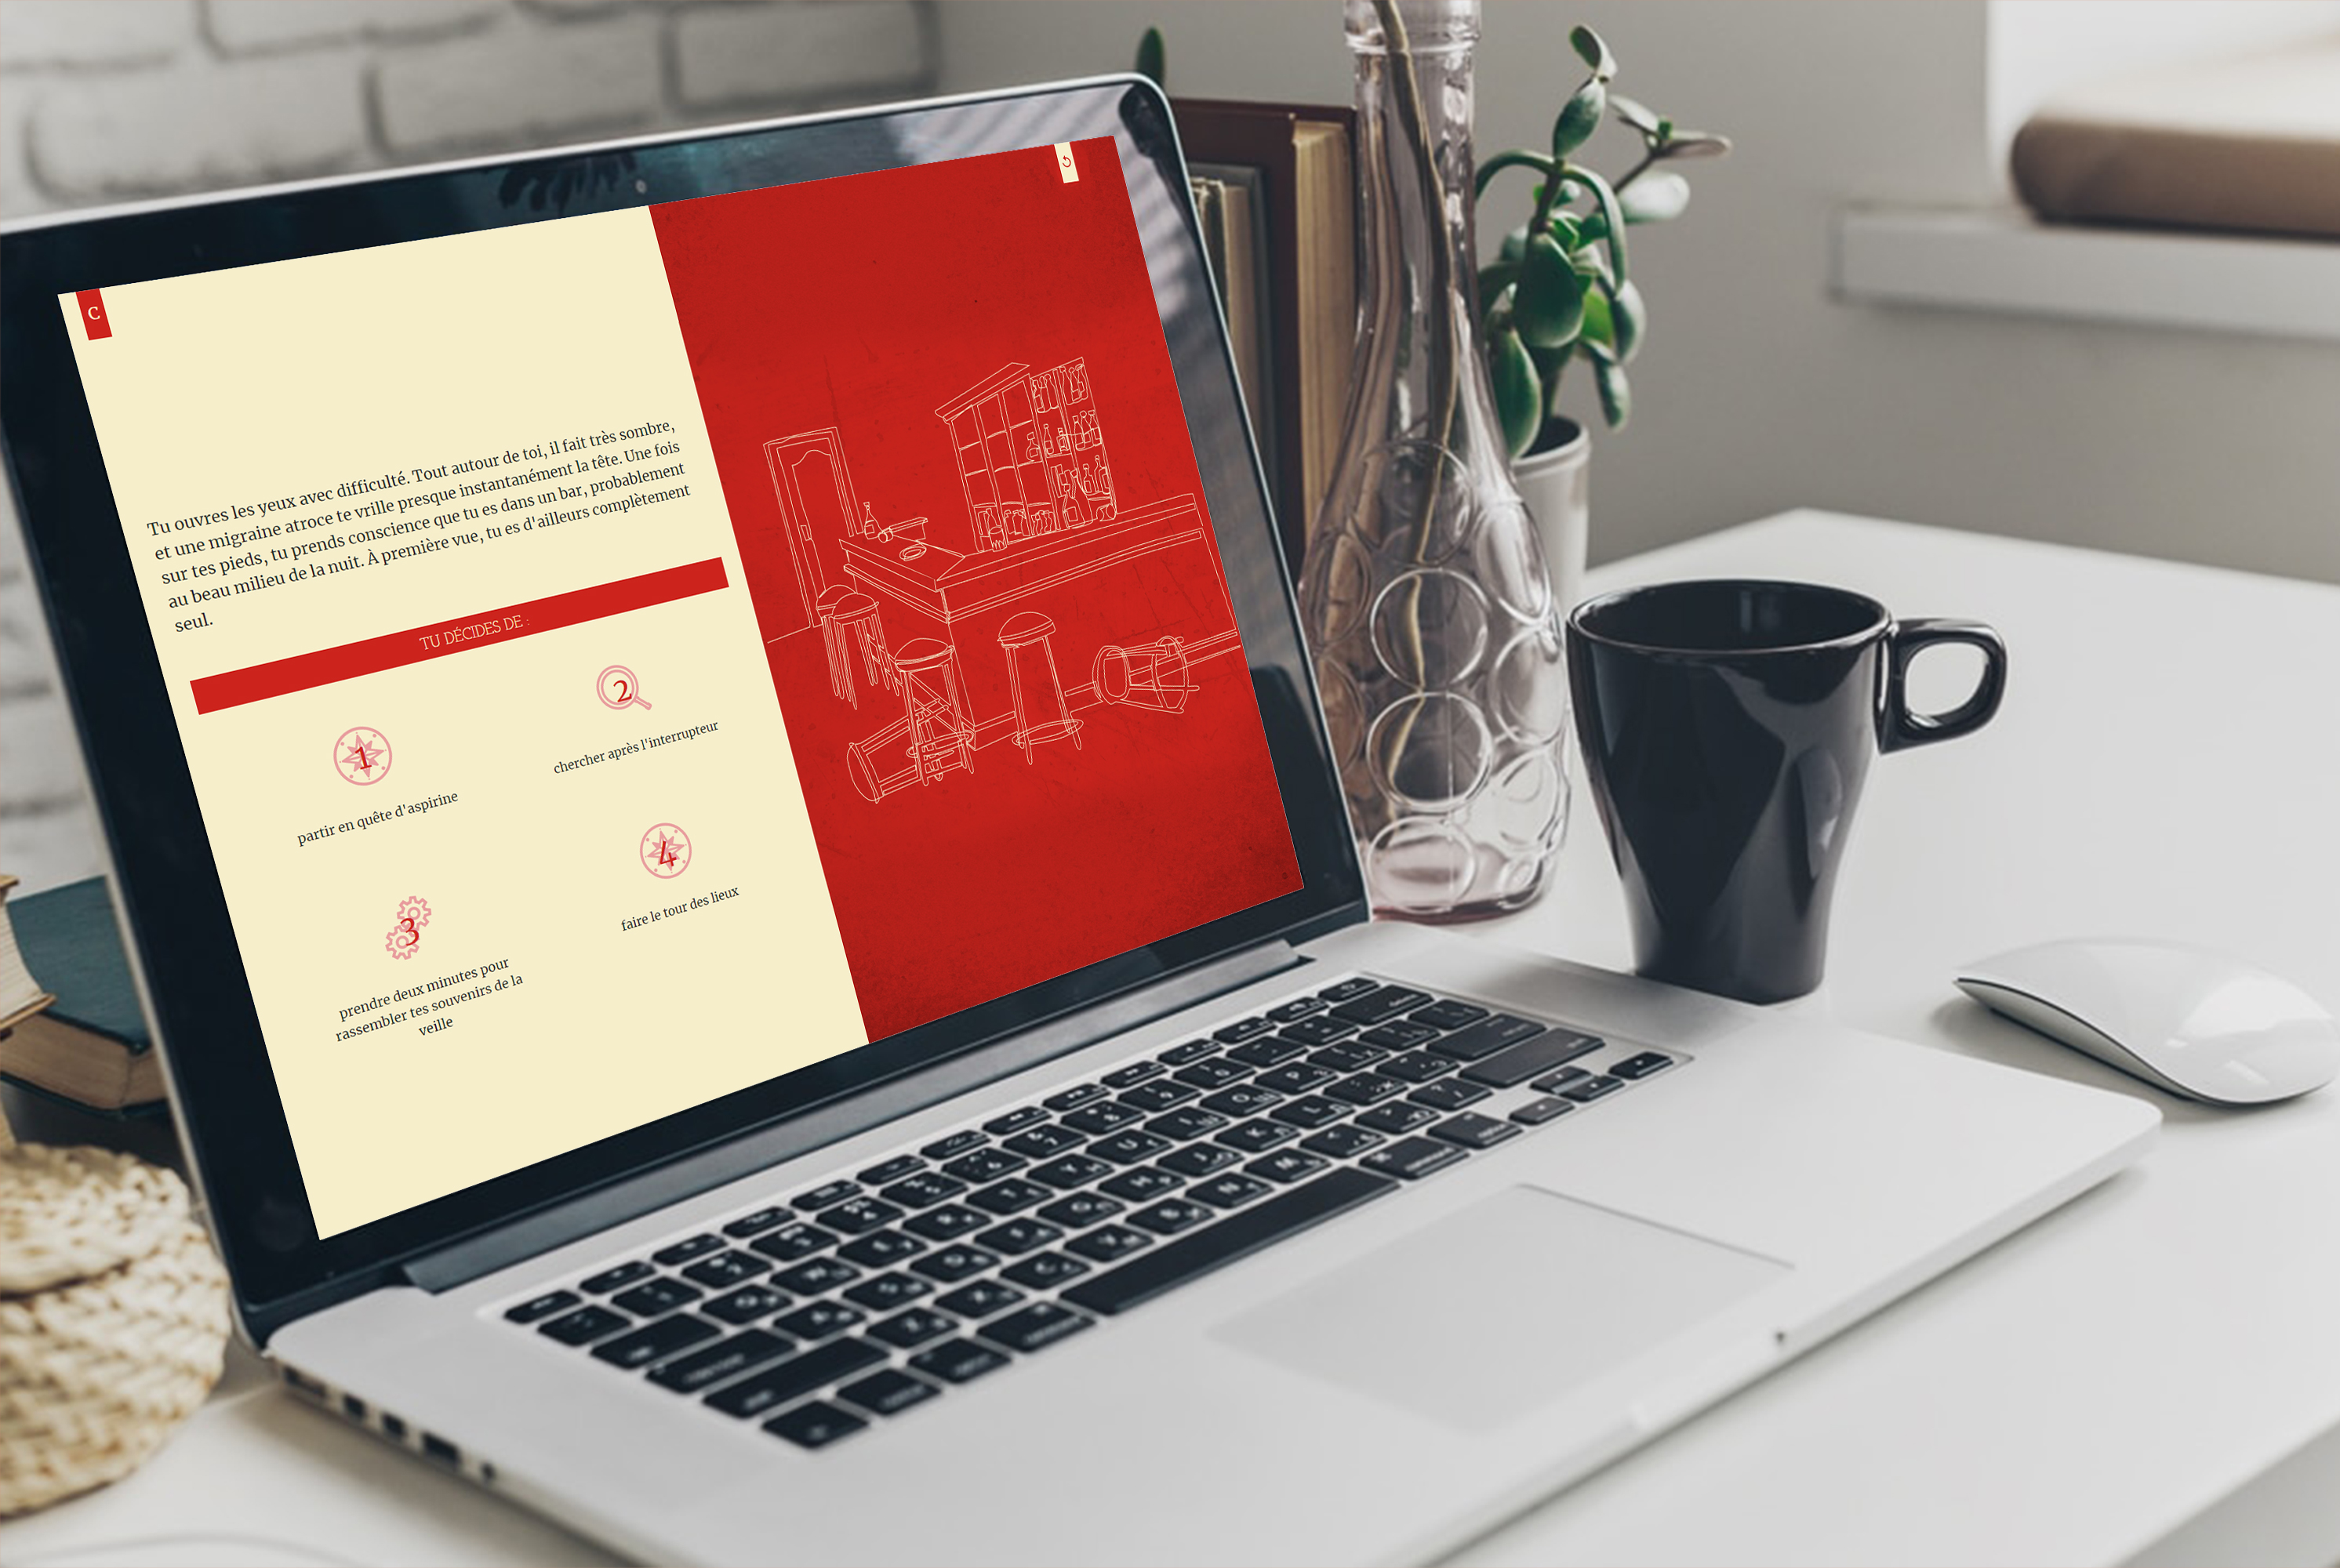 C
Tu ouvres les yeux avec difficulté. Tout autour de toi, il fait très sombre,
et une migraine atroce te vrille presque instantanément la tête. Une fois
sur tes pieds, tu prends conscience que tu es dans un bar, probablement
au beau milieu de la nuit. À première vue, tu es d'ailleurs complètement
seul.
TU DÉCIDES DE :
1
partir en quête d'aspirine
2
chercher après l'interrupteur
3
prendre deux minutes pour
rassembler tes souvenirs de la
veille
4
faire le tour des lieux